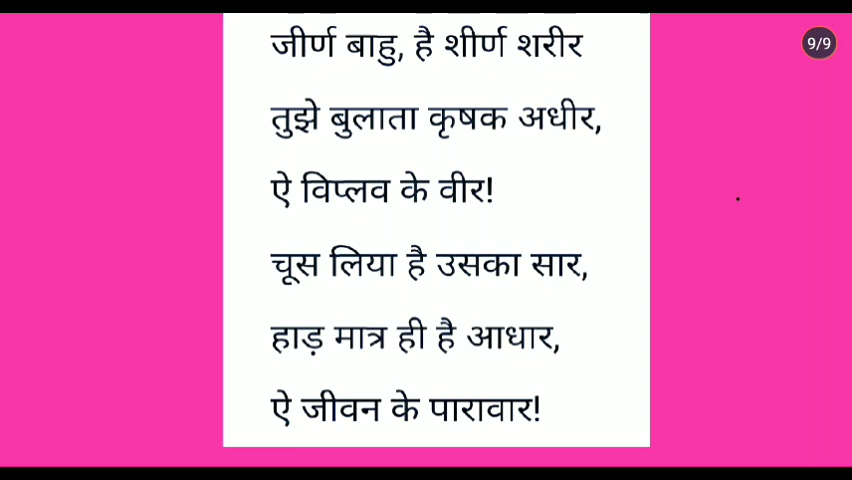 9/9
जीर्ण बाहु, है शीर्ण शरीर
तुझे बुलाता कृषक अधीर,
ऐ विप्लव के वीर!
चूस लिया है उसका सार,
हाड़ मात्र ही है आधार,
ऐ जीवन के पारावार!